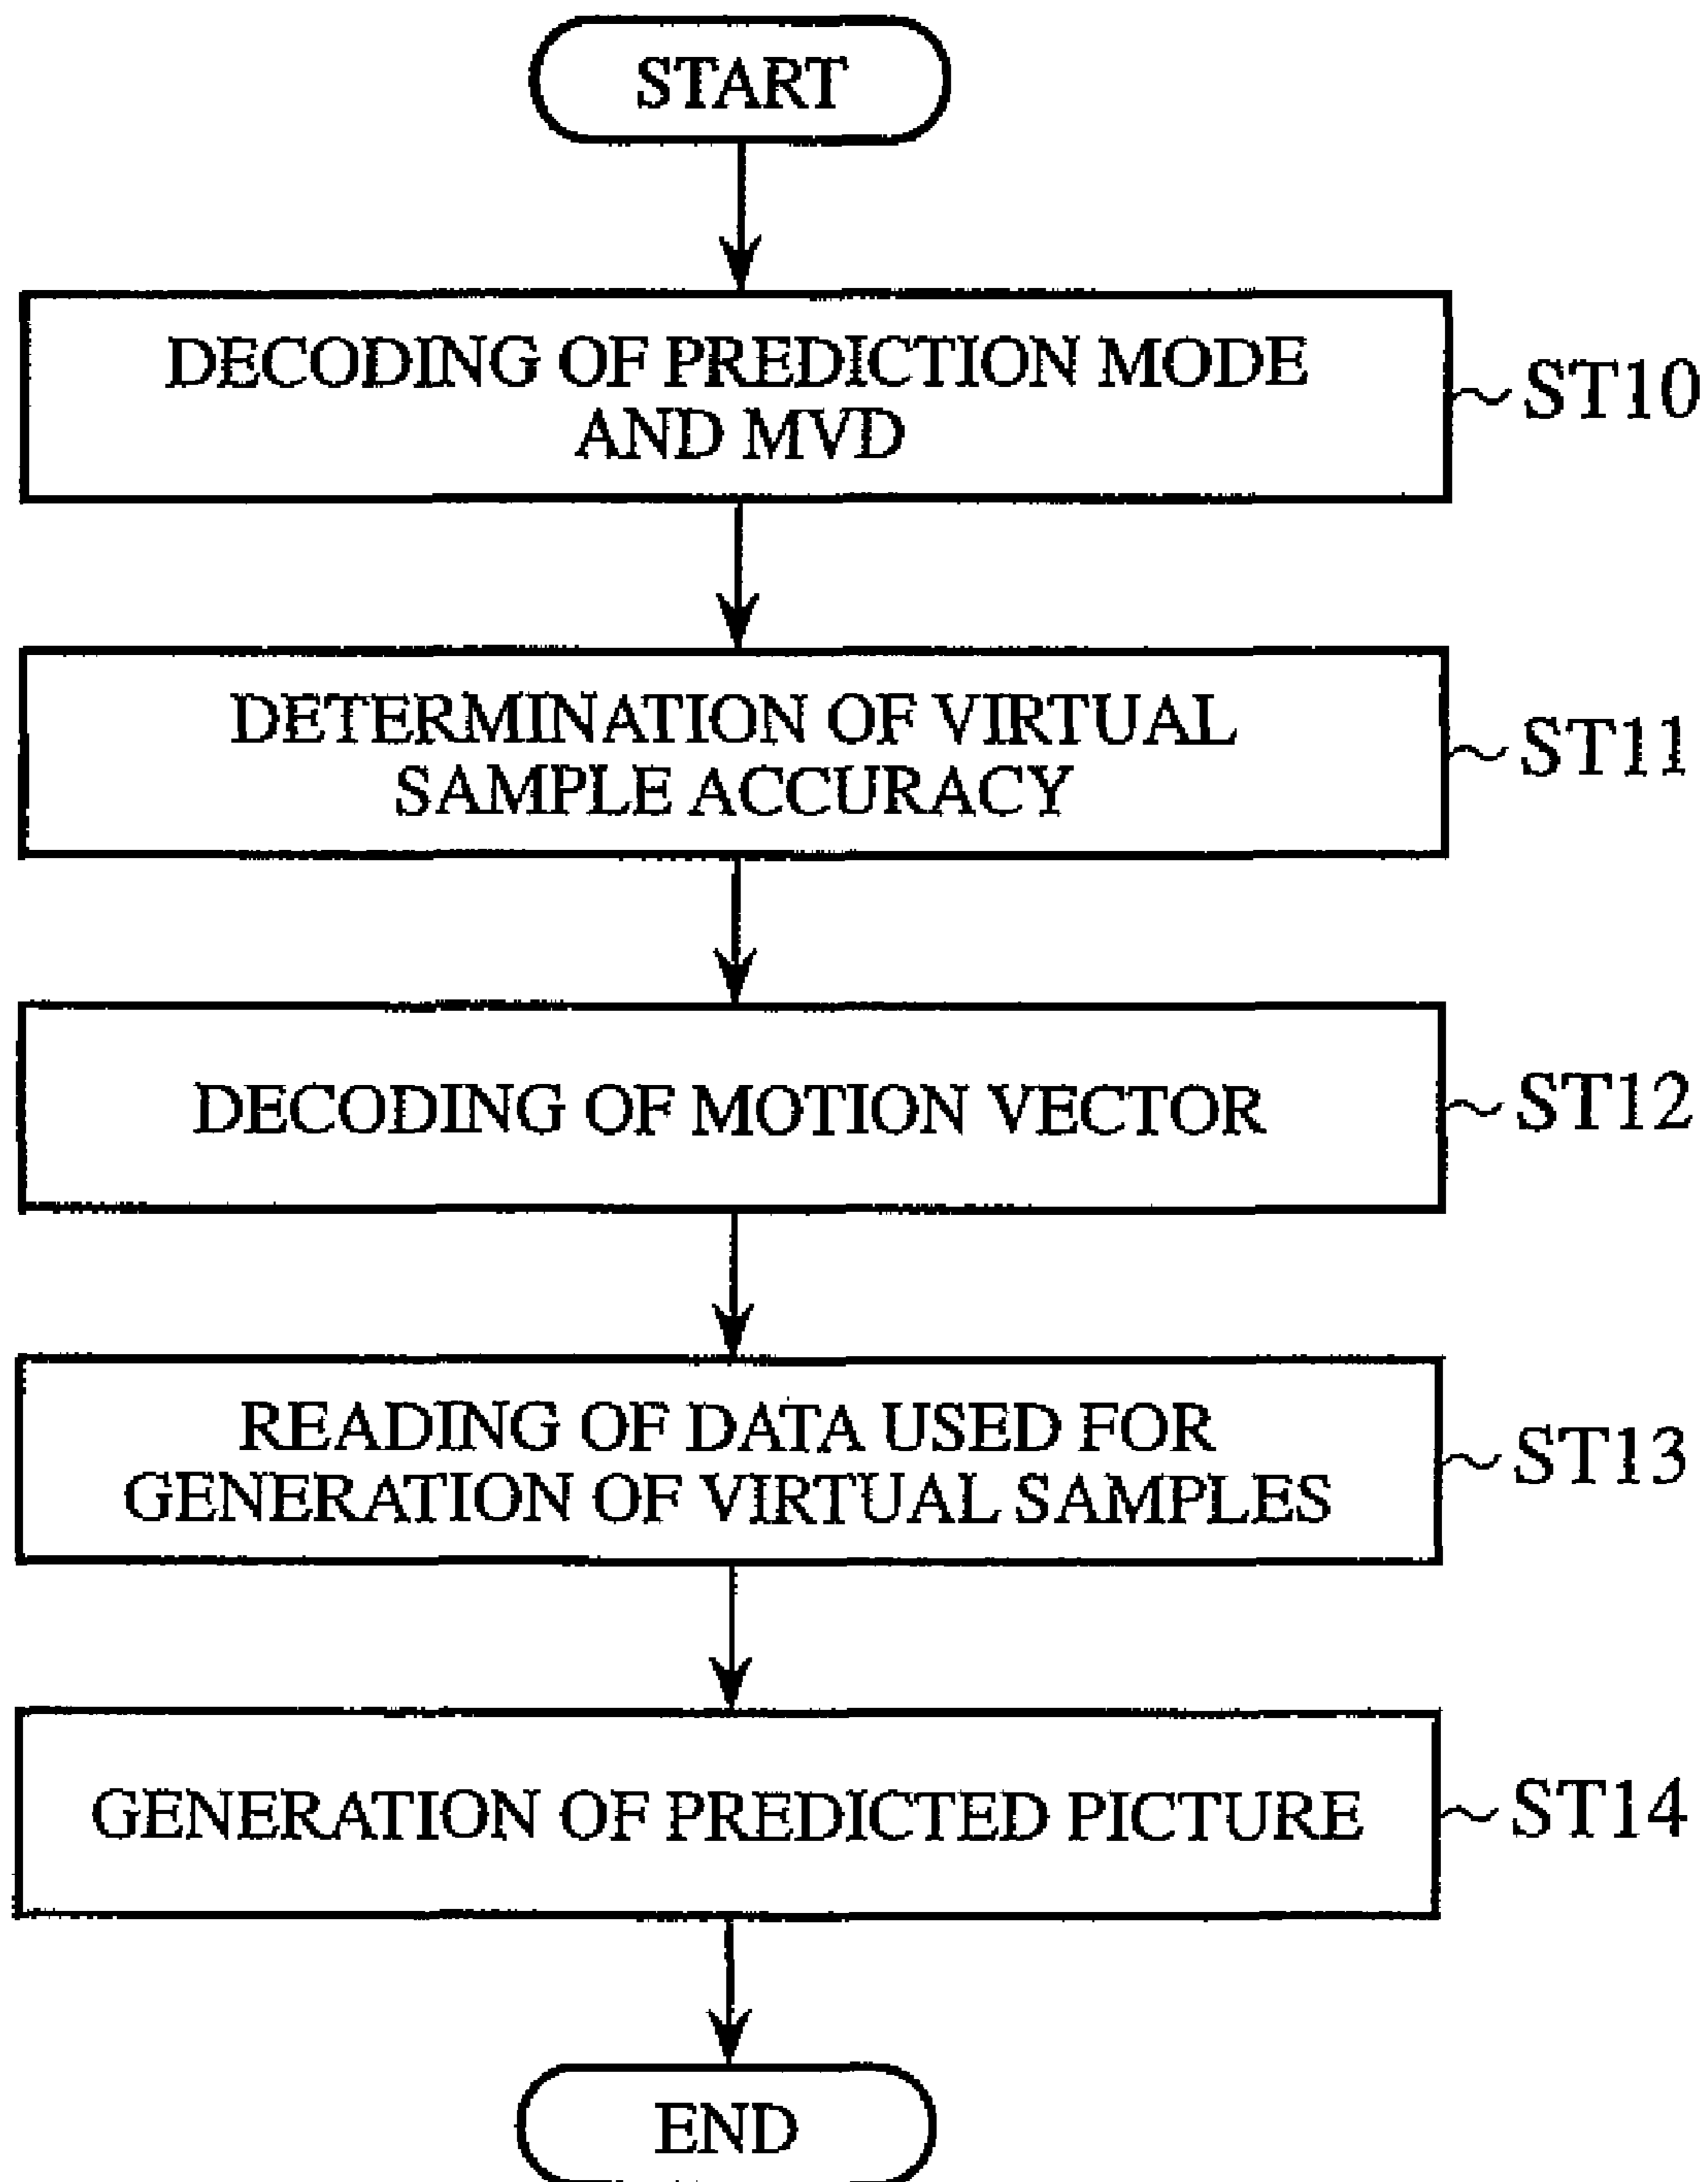 START
DECODING OF PREDICTION MODE
AND MVD
ST10
DETERMINATION OF VIRTUAL
SAMPLE ACCURACY
ST11
DECODING OF MOTION VECTOR
ST12
READING OF DATA USED FOR
GENERATION OF VIRTUAL SAMPLES
ST13
GENERATION OF PREDICTED PICTURE
ST14
END